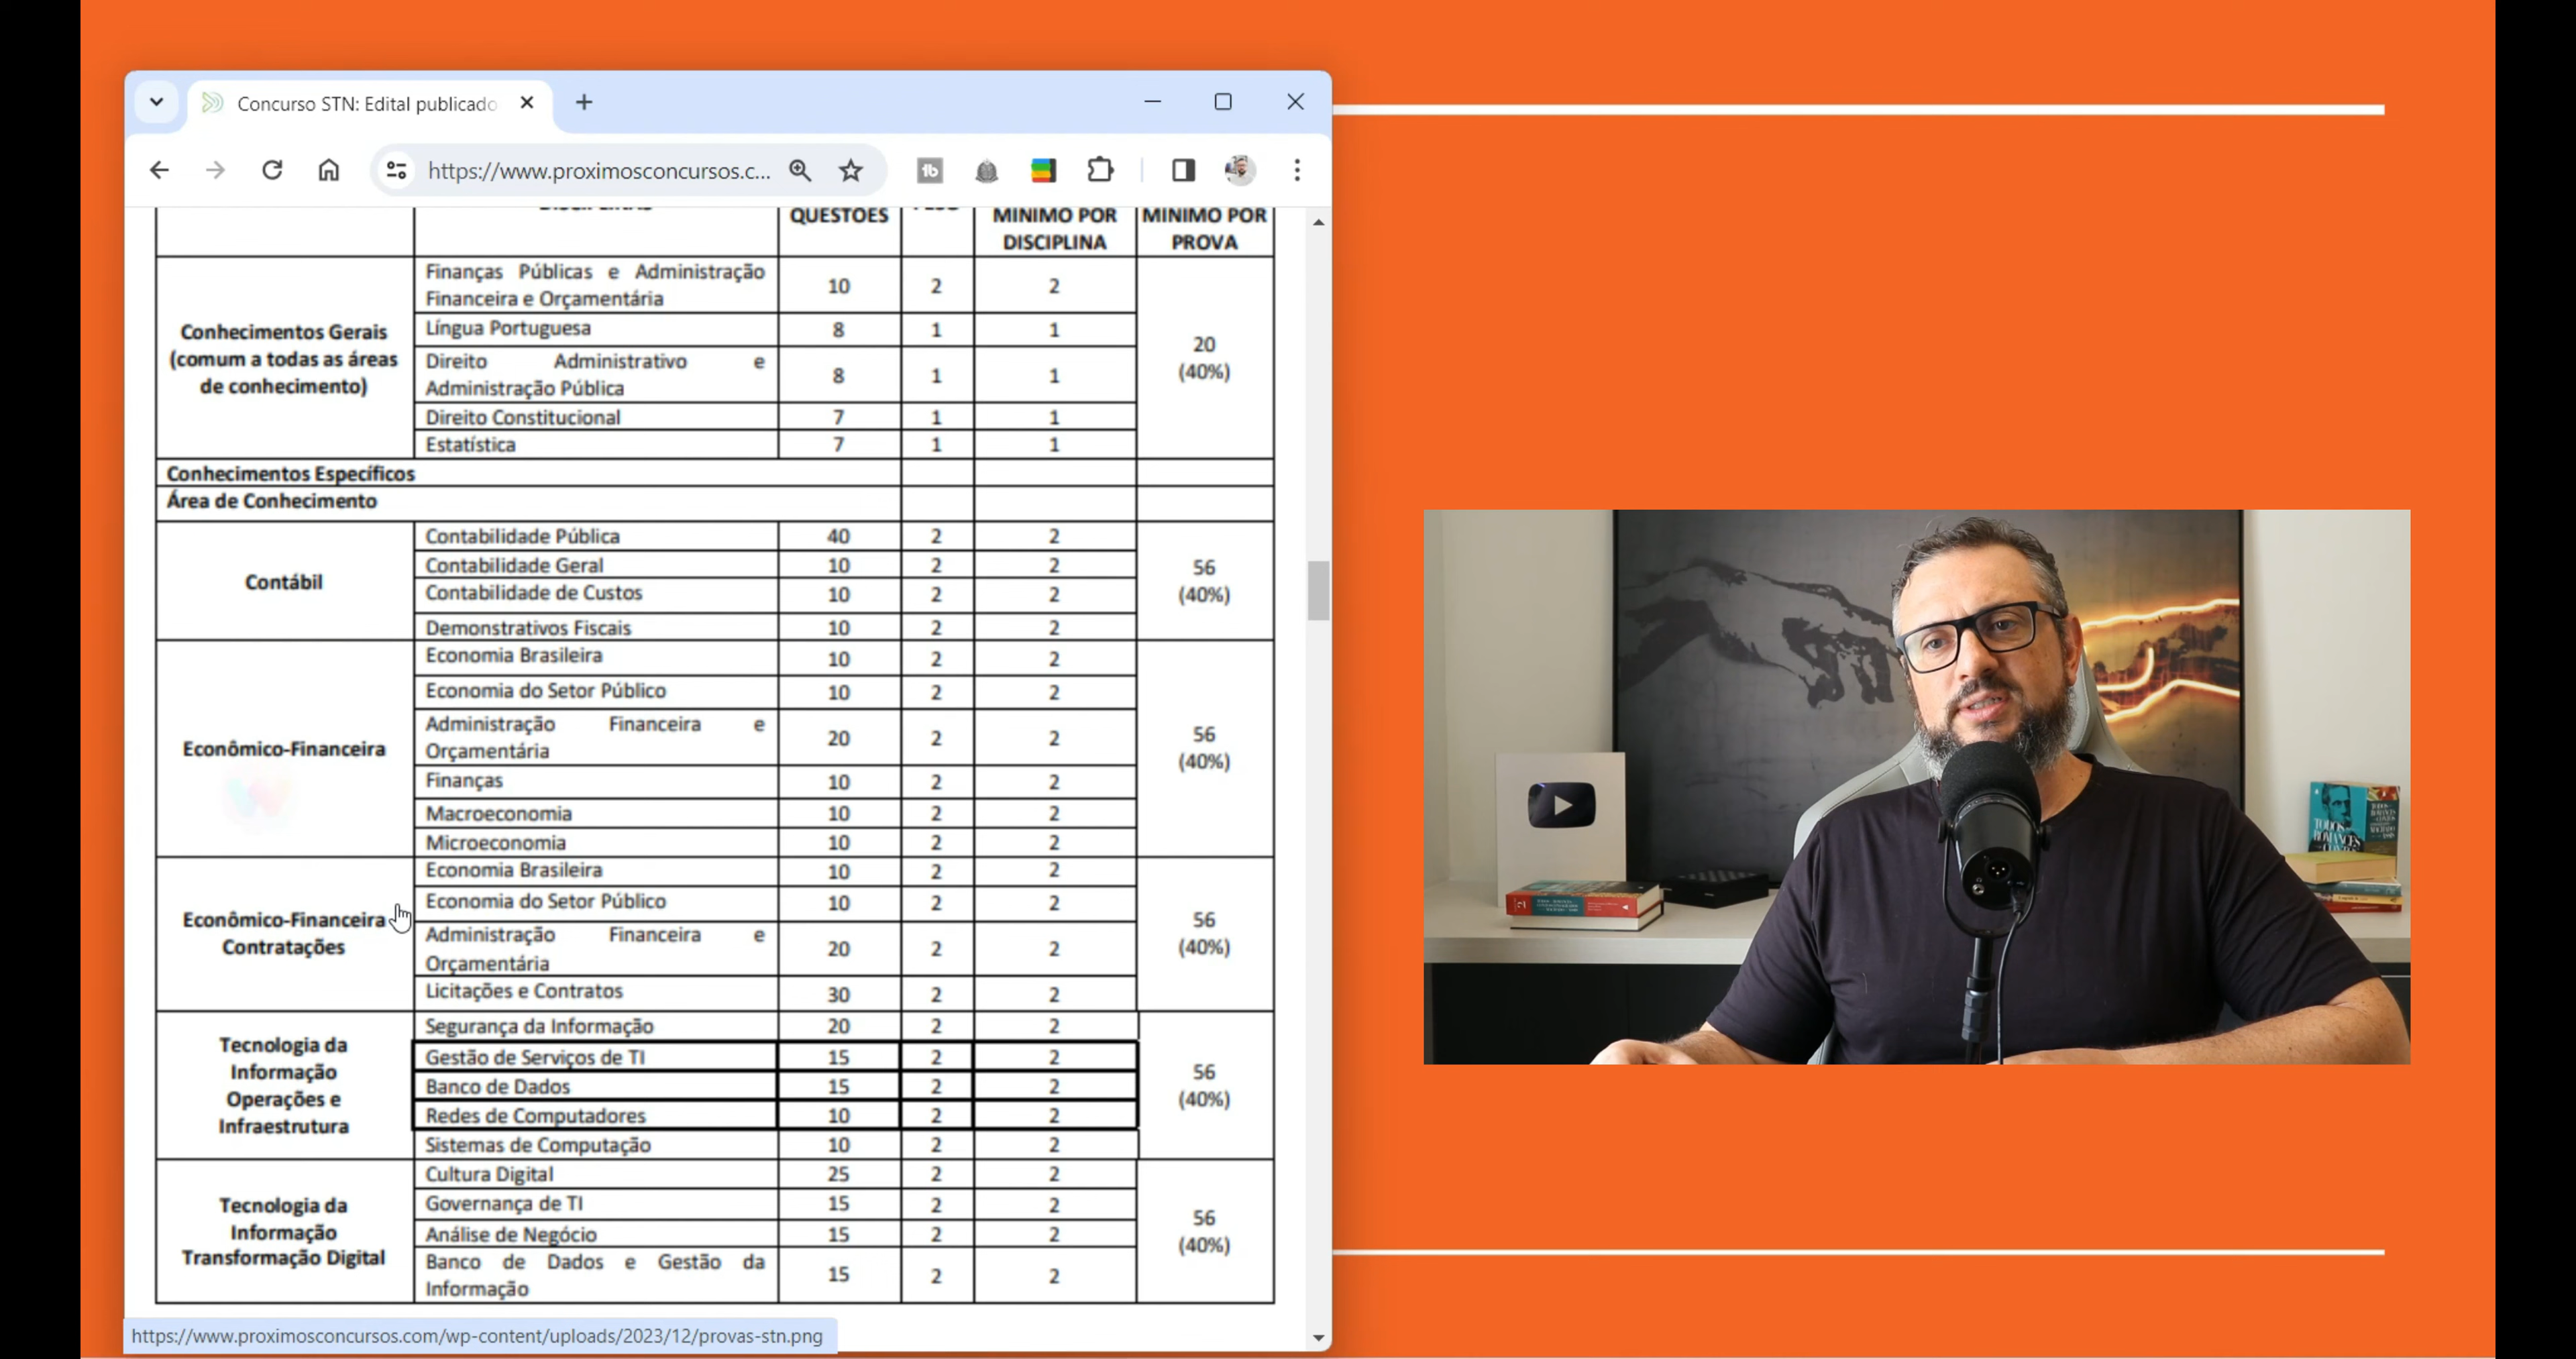 Concurso STN: Edital publicado
https://www.proximosconcursos.c...
QUESTÕES
MÍNIMO POR
DISCIPLINA
MÍNIMO POR
PROVA
Conhecimentos Gerais
(comum a todas as áreas
de conhecimento)
Finanças Públicas e Administração
Financeira e Orçamentária
10 2 2
Língua Portuguesa 8 1 1
Direito Administrativo e
Administração Pública
8 1 1
Direito Constitucional 7 1 1
Estatística 7 1 1
20
(40%)
Conhecimentos Específicos
Área de Conhecimento
Contábil
Contabilidade Pública 40 2 2
Contabilidade Geral 10 2 2
Contabilidade de Custos 10 2 2
Demonstrativos Fiscais 10 2 2
56
(40%)
Econômico-Financeira
Economia Brasileira 10 2 2
Economia do Setor Público 10 2 2
Administração Financeira e
Orçamentária
20 2 2
Finanças 10 2 2
Macroeconomia 10 2 2
Microeconomia 10 2 2
56
(40%)
Econômico-Financeira
Contratações
Economia Brasileira 10 2 2
Economia do Setor Público 10 2 2
Administração Financeira e
Orçamentária
20 2 2
Licitações e Contratos 30 2 2
56
(40%)
Tecnologia da
Informação
Operações e
Infraestrutura
Segurança da Informação 20 2 2
Gestão de Serviços de TI 15 2 2
Banco de Dados 15 2 2
Redes de Computadores 10 2 2
Sistemas de Computação 10 2 2
56
(40%)
Tecnologia da
Informação
Transformação Digital
Cultura Digital 25 2 2
Governança de TI 15 2 2
Análise de Negócio 15 2 2
Banco de Dados e Gestão da
Informação
15 2 2
56
(40%)
https://www.proximosconcursos.com/wp-content/uploads/2023/12/provas-stn.png
TODOS
ROMANCES